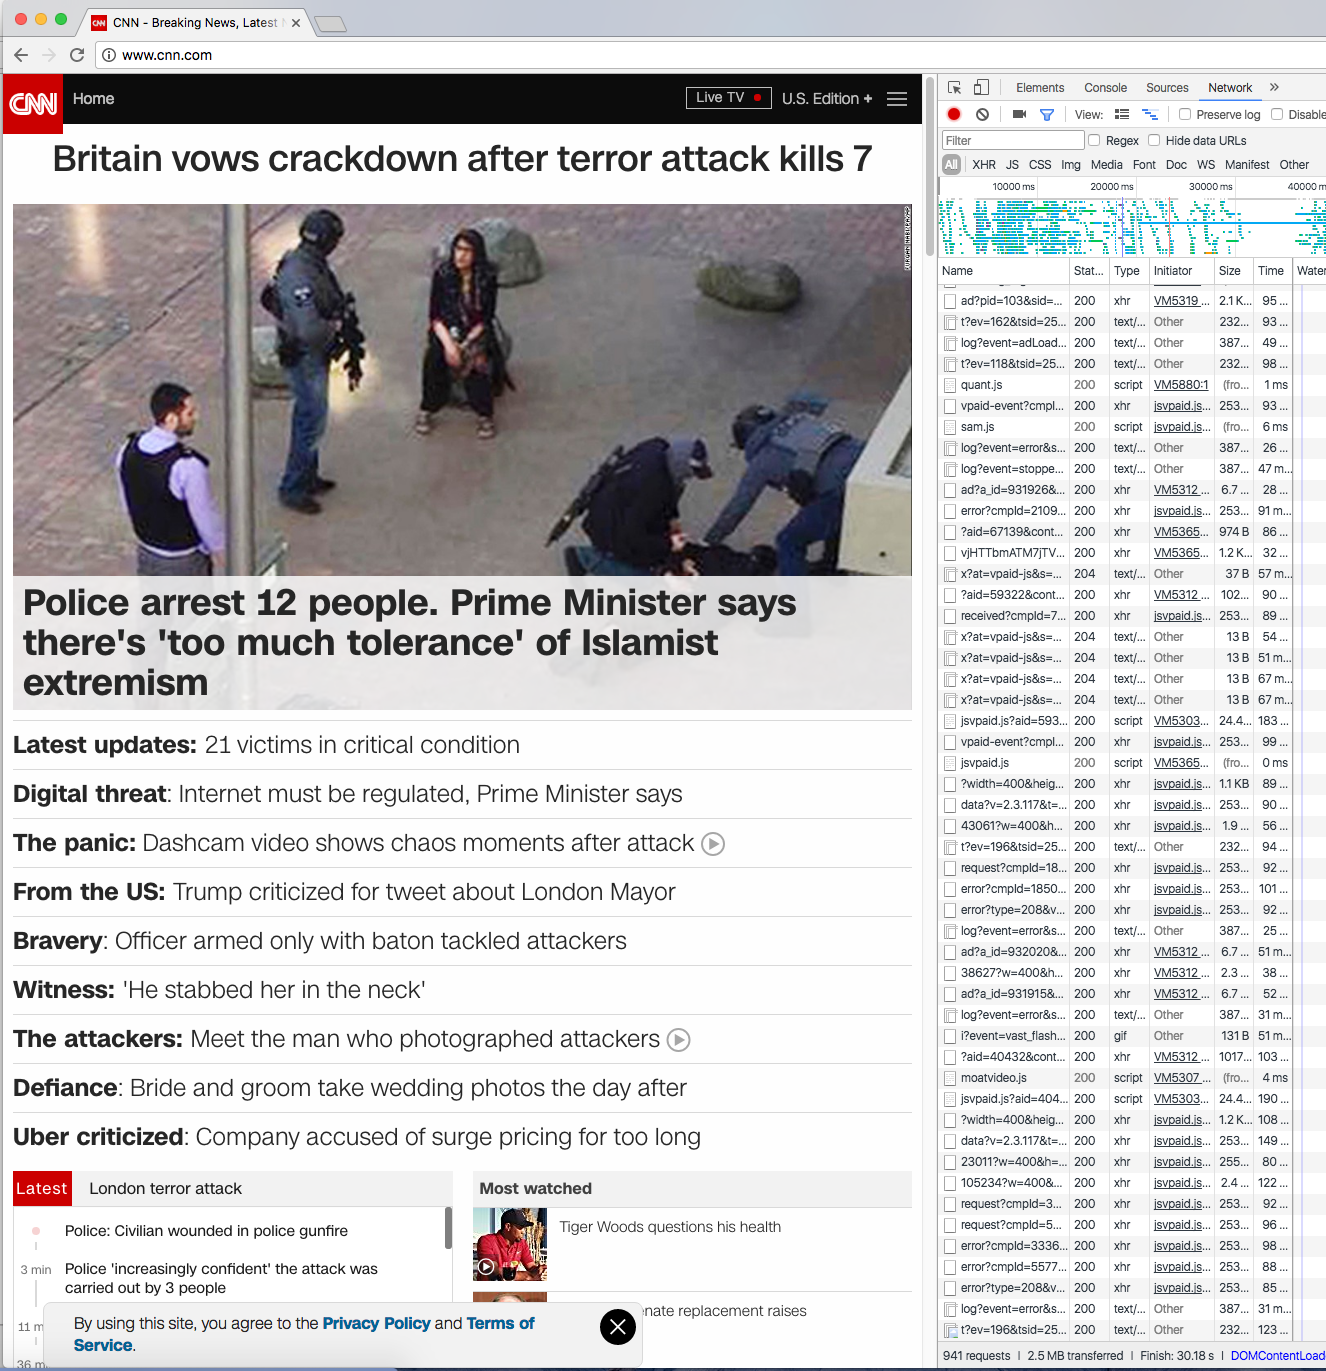 CNN - Breaking News, Latest
www.cnn.com
CNN
Home
Live TV
U.S. Edition +
Britain vows crackdown after terror attack kills 7
Police arrest 12 people. Prime Minister says
there's 'too much tolerance' of Islamist
extremism
Latest updates: 21 victims in critical condition
Digital threat: Internet must be regulated, Prime Minister says
The panic: Dashcam video shows chaos moments after attack
From the US: Trump criticized for tweet about London Mayor
Bravery: Officer armed only with baton tackled attackers
Witness: 'He stabbed her in the neck'
The attackers: Meet the man who photographed attackers
Defiance: Bride and groom take wedding photos the day after
Uber criticized: Company accused of surge pricing for too long
Latest London terror attack
Police: Civilian wounded in police gunfire
3 min Police 'increasingly confident' the attack was
carried out by 3 people
11 m
36 m
Most watched
Tiger Woods questions his health
enate replacement raises
By using this site, you agree to the Privacy Policy and Terms of
Service.
Elements Console Sources Network »
View: Preserve log Disable
Filter Regex Hide data URLs
All XHR JS CSS Img Media Font Doc WS Manifest Other
10000 ms 20000 ms 30000 ms 40000 m
Name Stat... Type Initiator Size Time Water
ad?pid=103&sid=... 200 xhr VM5319 ... 2.1 K... 95 ...
t?ev=162&tsid=25... 200 text/... Other 232... 93 ...
log?event=adLoad... 200 text/... Other 387... 49 ...
t?ev=118&tsid=25... 200 text/... Other 232... 98 ...
quant.js 200 script VM5880:1 (fro... 1 ms
vpaid-event?cmpI... 200 xhr jsvpaid.js... 253... 93 ...
sam.js 200 script jsvpaid.js... (fro... 6 ms
log?event=error&s... 200 text/... Other 387... 26 ...
log?event=stoppe... 200 text/... Other 387... 47 m...
ad?a_id=931926&... 200 xhr VM5312 ... 6.7 ... 28 ...
error?cmpId=2109... 200 xhr jsvpaid.js... 253... 91 m...
?aid=67139&cont... 200 xhr VM5365... 974 B 86 ...
vjHTTbmATM7jTV... 200 xhr VM5365... 1.2 K... 32 ...
x?at=vpaid-js&s=... 204 text/... Other 37 B 57 m...
?aid=59322&cont... 200 xhr VM5312 ... 102... 90 ...
received?cmpId=7... 200 xhr jsvpaid.js... 253... 89 ...
x?at=vpaid-js&s=... 204 text/... Other 13 B 54 ...
x?at=vpaid-js&s=... 204 text/... Other 13 B 51 m...
x?at=vpaid-js&s=... 204 text/... Other 13 B 67 m...
x?at=vpaid-js&s=... 204 text/... Other 13 B 67 m...
jsvpaid.js?aid=593... 200 script VM5303... 24.4... 183 ...
vpaid-event?cmpI... 200 xhr jsvpaid.js... 253... 99 ...
jsvpaid.js 200 script VM5365... (fro... 0 ms
?width=400&heig... 200 xhr jsvpaid.js... 1.1 KB 89 ...
data?v=2.3.117&t=... 200 xhr jsvpaid.js... 253... 90 ...
43061?w=400&h... 200 xhr jsvpaid.js... 1.9 ... 56 ...
t?ev=196&tsid=25... 200 text/... Other 232... 94 ...
request?cmpId=18... 200 xhr jsvpaid.js... 253... 92 ...
error?cmpId=1850... 200 xhr jsvpaid.js... 253... 101 ...
error?type=208&v... 200 xhr jsvpaid.js... 253... 92 ...
log?event=error&s... 200 text/... Other 387... 25 ...
ad?a_id=932020&... 200 xhr VM5312 ... 6.7 ... 51 m...
38627?w=400&h... 200 xhr VM5312 ... 2.3 ... 38 ...
ad?a_id=931915&... 200 xhr VM5312 ... 6.7 ... 52 ...
log?event=error&s... 200 text/... Other 387... 31 m...
i?event=vast_flash... 200 gif Other 131 B 51 m...
?aid=40432&cont... 200 xhr VM5312 ... 1017... 103 ...
moatvideo.js 200 script VM5307 ... (fro... 4 ms
jsvpaid.js?aid=404... 200 script VM5303... 24.4... 190 ...
?width=400&heig... 200 xhr jsvpaid.js... 1.2 K... 108 ...
data?v=2.3.117&t=... 200 xhr jsvpaid.js... 253... 149 ...
23011?w=400&h=... 200 xhr jsvpaid.js... 255... 80 ...
105234?w=400&... 200 xhr jsvpaid.js... 2.4 ... 122 ...
request?cmpId=3... 200 xhr jsvpaid.js... 253... 92 ...
request?cmpId=5... 200 xhr jsvpaid.js... 253... 96 ...
error?cmpId=3336... 200 xhr jsvpaid.js... 253... 98 ...
error?cmpId=5577... 200 xhr jsvpaid.js... 253... 88 ...
error?type=208&v... 200 xhr jsvpaid.js... 253... 85 ...
log?event=error&s... 200 text/... Other 387... 31 m...
t?ev=196&tsid=25... 200 text/... Other 232... 123 ...
941 requests | 2.5 MB transferred | Finish: 30.18 s | DOMContentLoad